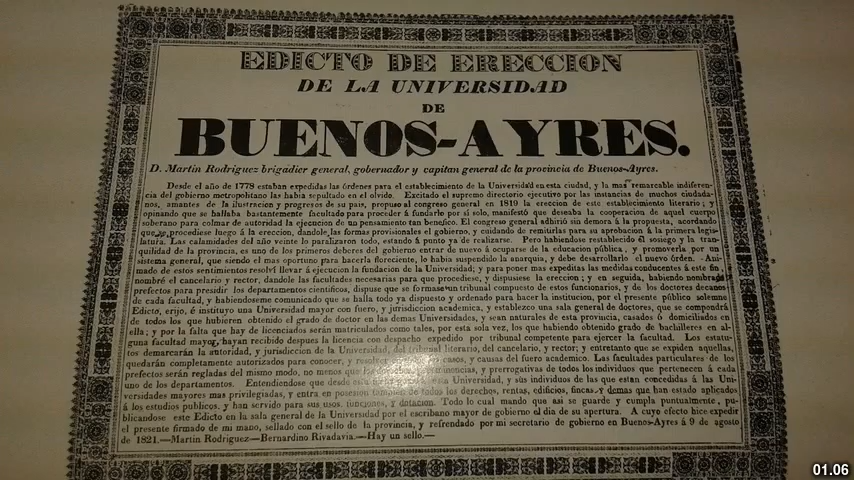 EDICTO DE ERECCION
DE LA UNIVERSIDAD
DE
BUENOS-AYRES.
D. Martin Rodriguez brigadier general, gobernador y capitan general de la provincia de Buenos-Ayres.
Desde el año de 1778 estaban expedidas las órdenes para el establecimiento de la Universidad en esta ciudad, y la mas remarcable indiferen-
cia del gobierno metropolitano las habia sepultado en el olvido. Excitado el supremo directorio ejecutivo por las instancias de muchos ciudada-
nos, amantes de la ilustracion y progresos de su pais, propuso al congreso general en 1819 la ereccion de este establecimiento literario; y
opinando que se hallaba bastantemente facultado para proceder á fundarle por sí solo, manifestó que deseaba la cooperacion de aquel cuerpo
soberano para colmar de autoridad la ejecucion de un pensamiento tan benefico. El congreso general adhirió sin demora á la propuesta, acordando
que se procediese luego á la ereccion, dandole las formas provisionales el gobierno, y cuidando de remitirlas para su aprobacion á la primera legis-
latura. Las calamidades del año veinte lo paralizaron todo, estando á punto ya de realizarse. Pero habiendose restablecido el sosiego y la tran-
quilidad de la provincia, es uno de los primeros deberes del gobierno entrar de nuevo á ocuparse de la educacion pública, y promoverla por un
sistema general, que siendo el mas oportuno para hacerla floreciente, lo habia suspendido la anarquia, y debe desarrollarlo el nuevo órden. Ani-
mado de estos sentimientos resolví llevar á ejecucion la fundacion de la Universidad; y para poner mas expeditas las medidas conducentes á este fin,
nombré el cancelario y rector, dandole las facultades necesarias para que procediese, y dispusiese la ereccion; y en seguida, habiendo nombrado
prefectos para presidir los departamentos cientificos, dispuse que se formase un tribunal compuesto de estos funcionarios, y de los doctores decanos
de cada facultad, y habiendoseme comunicado que se halla todo ya dispuesto y ordenado para hacer la institucion, por el presente público solemne
Edicto, erijo, é instituyo una Universidad mayor con fuero, y jurisdiccion academica, y establezco una sala general de doctores, que se compondrá
de todos los que hubieren obtenido el grado de doctor en las demas Universidades, y sean naturales de esta provincia, casados ó domiciliados en
ella; y por la falta que hay de licenciados serán matriculados como tales, por esta sola vez, los que habiendo obtenido grado de bachilleres en al-
guna facultad mayor, hayan recibido despues la licencia con despacho expedido por tribunal competente para ejercer la facultad. Los estatu-
tos demarcarán la autoridad, y jurisdiccion de la Universidad, del tribunal literario, del cancelario, y rector; y entretanto que se expiden aquellas,
quedarán completamente autorizados para conocer, y resolver casos, y causas del fuero academico. Las facultades particulares de los
prefectos serán regladas del mismo modo, no menos que y prerrogativas de todos los individuos que pertenecen á cada
uno de los departamentos. Entendiendose que desde Universidad, y sus individuos de las que estan concedidas á las Uni-
versidades mayores mas privilegiadas, y entra en posesion tambien de todos los derechos, rentas, edificios, fincas y demas que han estado aplicados
á los estudios publicos, y han servido para sus usos, funciones, y dotacion. Todo lo cual mando que asi se guarde y cumpla puntualmente, pu-
blicandose este Edicto en la sala general de la Universidad por el escribano mayor de gobierno el dia de su apertura. A cuyo efecto hice expedir
el presente firmado de mi mano, sellado con el sello de la provincia, y refrendado por mi secretario de gobierno en Buenos-Ayres á 9 de agosto
de 1821.—Martin Rodriguez—Bernardino Rivadavia.—Hay un sello.—
01.06